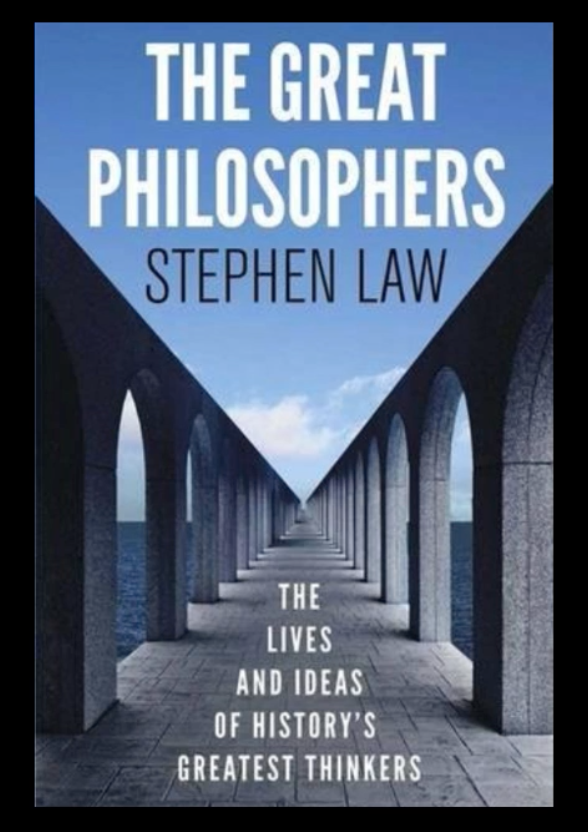 THE GREAT
PHILOSOPHERS
STEPHEN LAW
THE
LIVES
AND IDEAS
OF HISTORY'S
GREATEST THINKERS